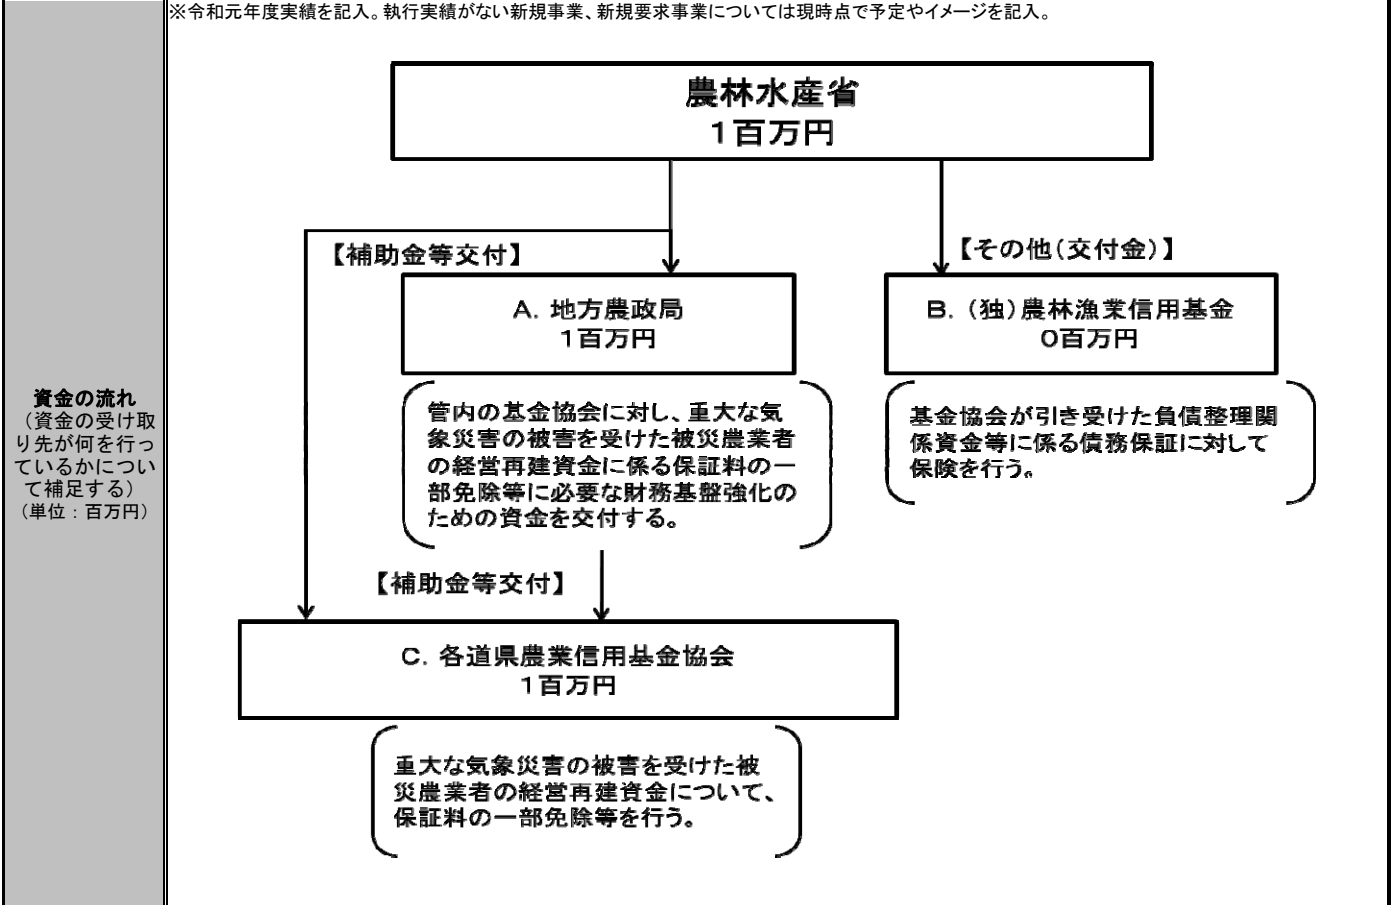 ※令和元年度実績を記入。執行実績がない新規事業、新規要求事業については現時点で予定やイメージを記入。
資金の流れ
（資金の受け取
り先が何を行っ
ているかについ
て補足する）
（単位：百万円）
農林水産省
1百万円
【補助金等交付】
【その他（交付金）】
A．地方農政局
1百万円
B．（独）農林漁業信用基金
0百万円
管内の基金協会に対し、重大な気
象災害の被害を受けた被災農業者
の経営再建資金に係る保証料の一
部免除等に必要な財務基盤強化の
ための資金を交付する。
基金協会が引き受けた負債整理関
係資金等に係る債務保証に対して
保険を行う。
【補助金等交付】
C．各道県農業信用基金協会
1百万円
重大な気象災害の被害を受けた被
災農業者の経営再建資金について、
保証料の一部免除等を行う。